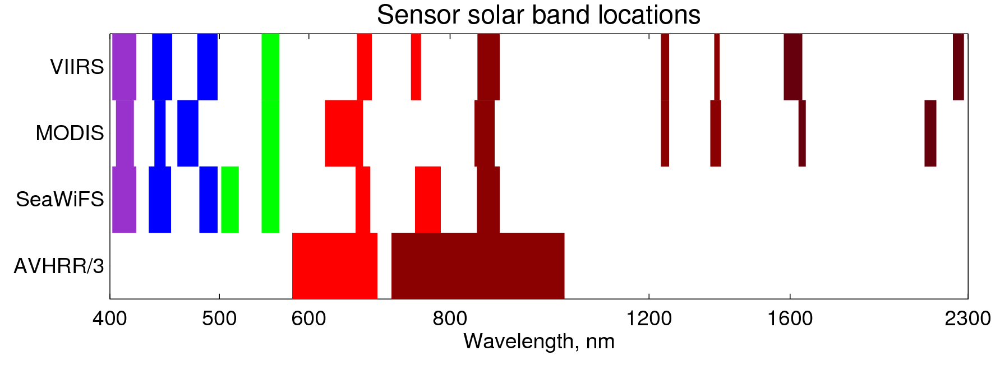 Sensor solar band locations
VIIRS
MODIS
SeaWiFS
AVHRR/3
400 500 600 800 1200 1600 2300
Wavelength, nm